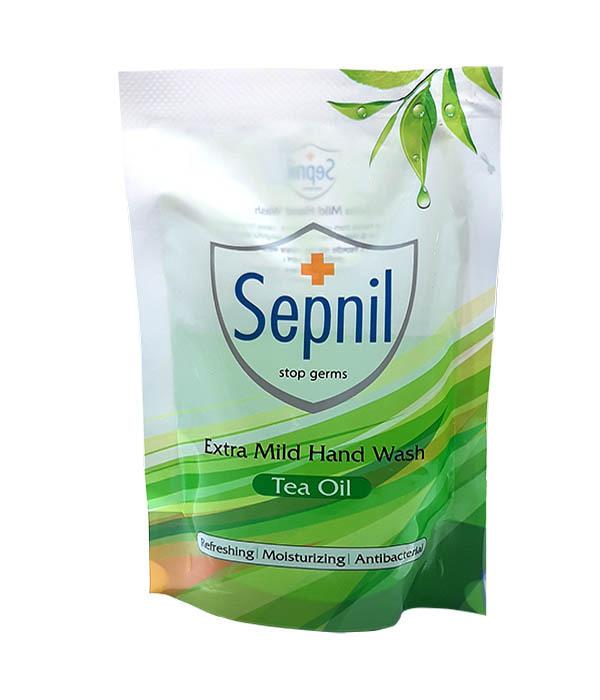 Sepnil
stop germs
Extra Mild Hand Wash
Tea Oil
Refreshing | Moisturizing | Antibacterial